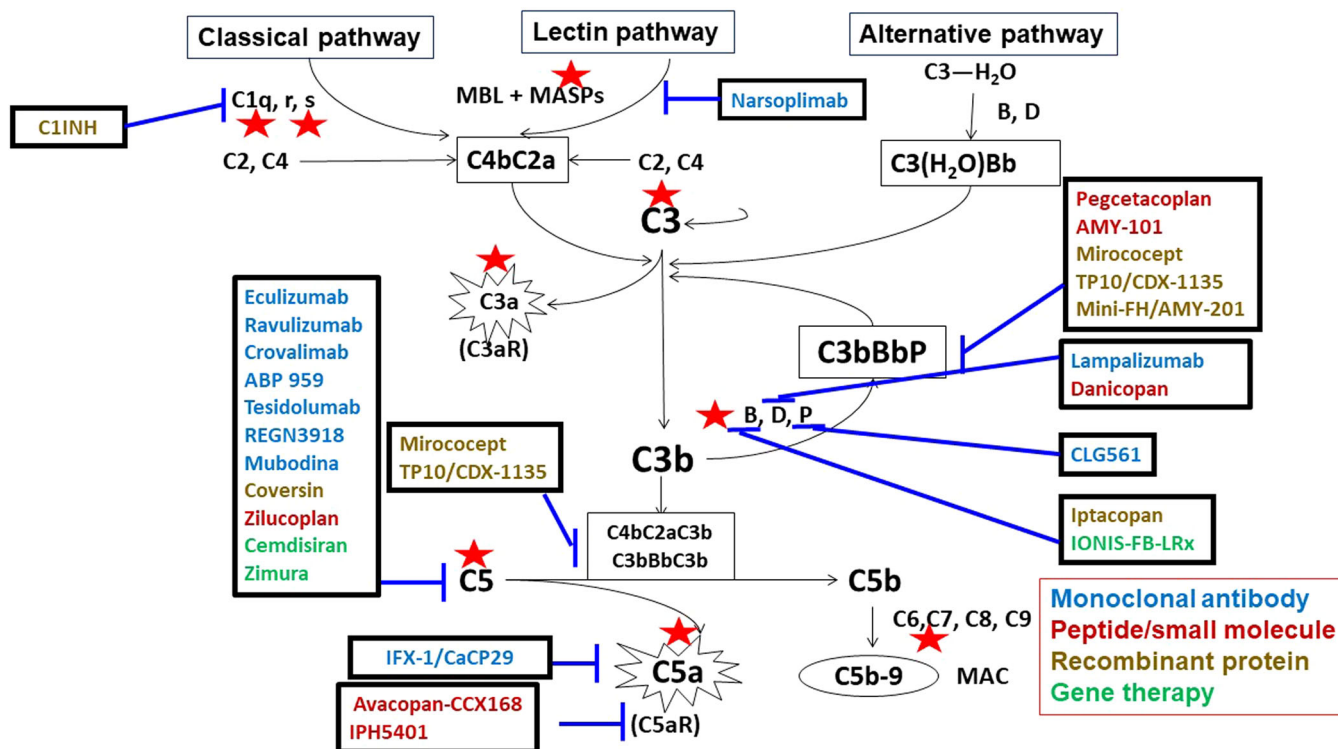 Classical pathway
Lectin pathway
Alternative pathway
C3—H₂O
B, D
C3(H₂O)Bb
C1INH
C1q, r, s
MBL + MASPs
Narsoplimab
C2, C4
C4bC2a
C2, C4
C3
Pegcetacoplan
AMY-101
Mirococept
TP10/CDX-1135
Mini-FH/AMY-201
C3a
(C3aR)
Eculizumab
Ravulizumab
Crovalimab
ABP 959
Tesidolumab
REGN3918
Mubodina
Coversin
Zilucoplan
Cemdisiran
Zimura
C3bBbP
Lampalizumab
Danicopan
B, D, P
CLG561
Mirococept
TP10/CDX-1135
C3b
Iptacopan
IONIS-FB-LRx
C4bC2aC3b
C3bBbC3b
C5
C5b
C6,C7, C8, C9
C5b-9
MAC
IFX-1/CaCP29
C5a
(C5aR)
Avacopan-CCX168
IPH5401
Monoclonal antibody
Peptide/small molecule
Recombinant protein
Gene therapy